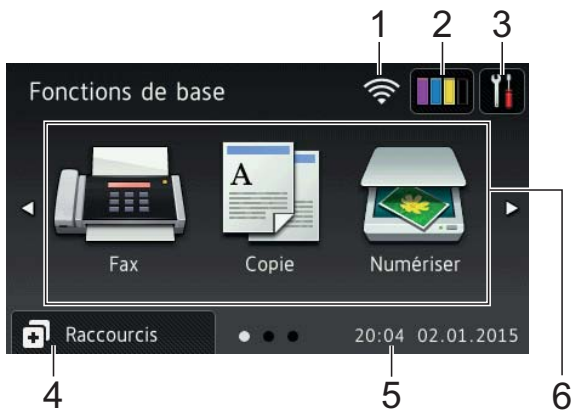 1 2 3
Fonctions de base
A
Fax Copie Numériser
Raccourcis 20:04 02.01.2015
4 5 6